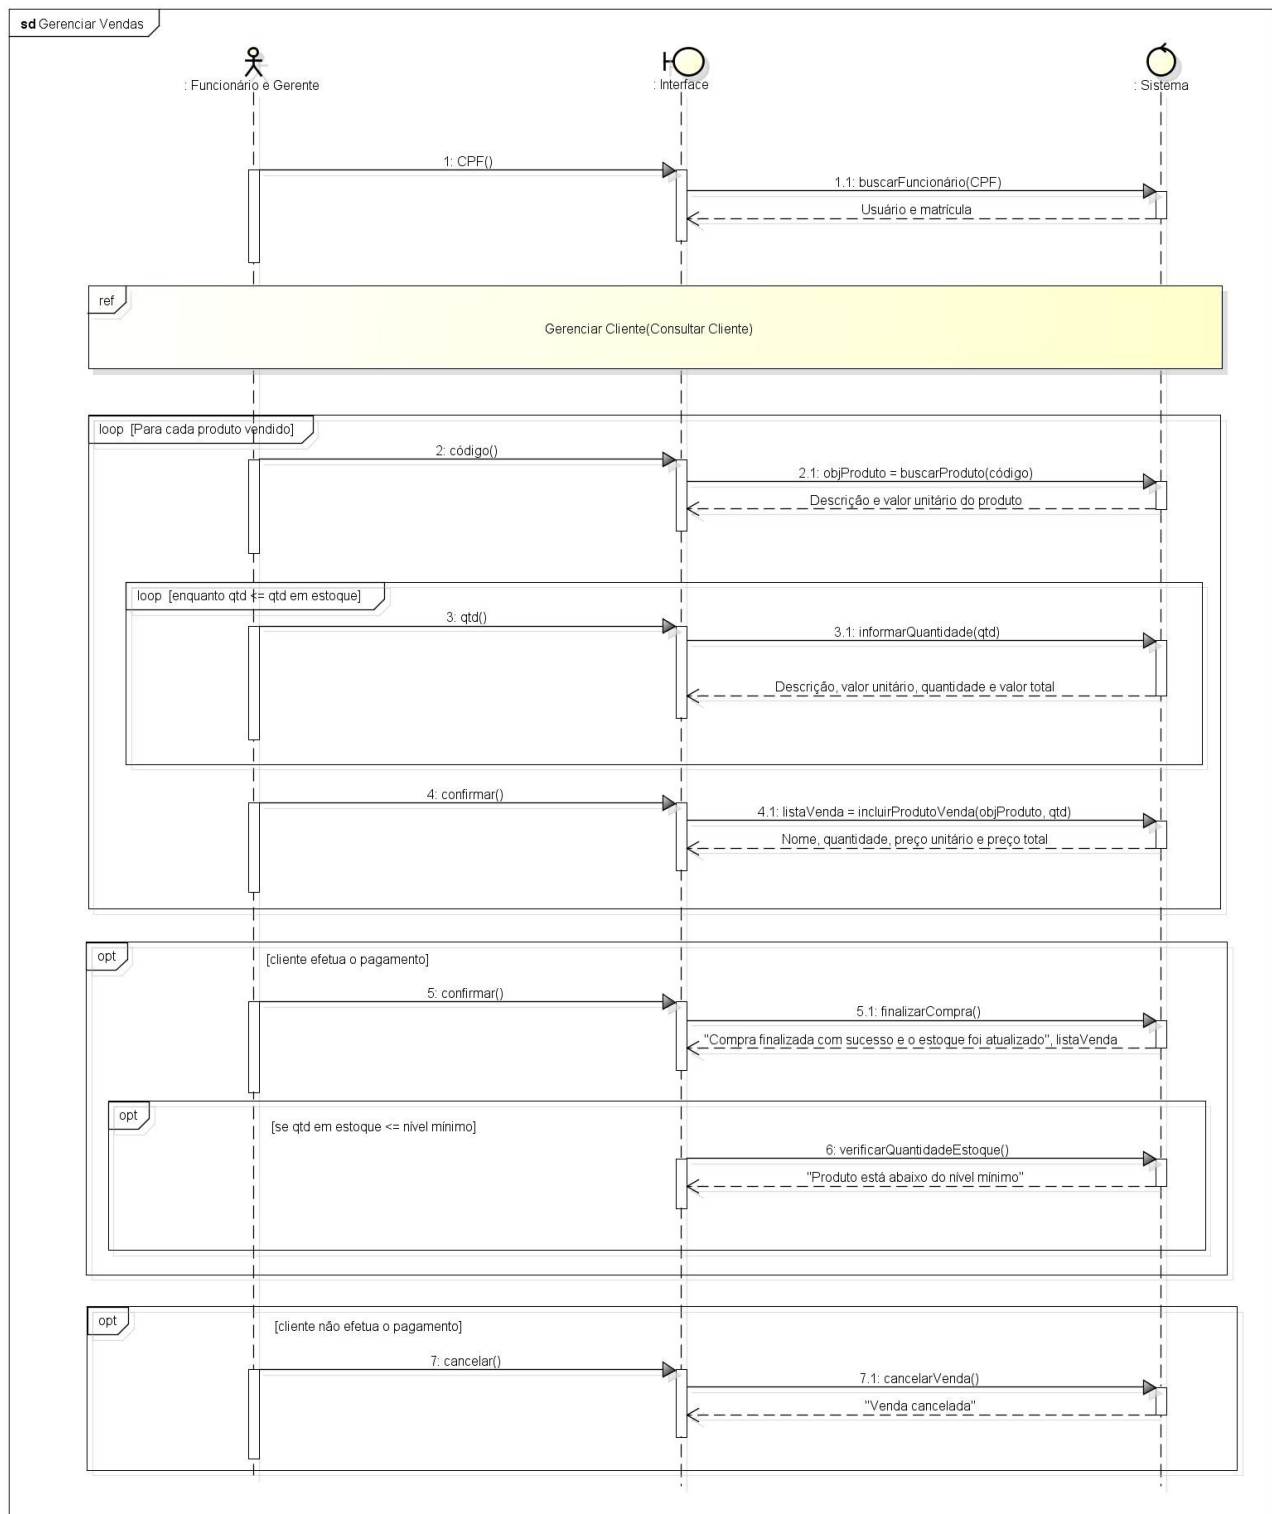 sd Gerenciar Vendas
: Funcionário e Gerente
: Interface
: Sistema
1: CPF()
1.1: buscarFuncionário(CPF)
Usuário e matrícula
ref
Gerenciar Cliente(Consultar Cliente)
loop [Para cada produto vendido]
2: código()
2.1: objProduto = buscarProduto(código)
Descrição e valor unitário do produto
loop [enquanto qtd <= qtd em estoque]
3: qtd()
3.1: informarQuantidade(qtd)
Descrição, valor unitário, quantidade e valor total
4: confirmar()
4.1: listaVenda = incluirProdutoVenda(objProduto, qtd)
Nome, quantidade, preço unitário e preço total
opt
[cliente efetua o pagamento]
5: confirmar()
5.1: finalizarCompra()
"Compra finalizada com sucesso e o estoque foi atualizado", listaVenda
opt
[se qtd em estoque <= nível mínimo]
6: verificarQuantidadeEstoque()
"Produto está abaixo do nível mínimo"
opt
[cliente não efetua o pagamento]
7: cancelar()
7.1: cancelarVenda()
"Venda cancelada"